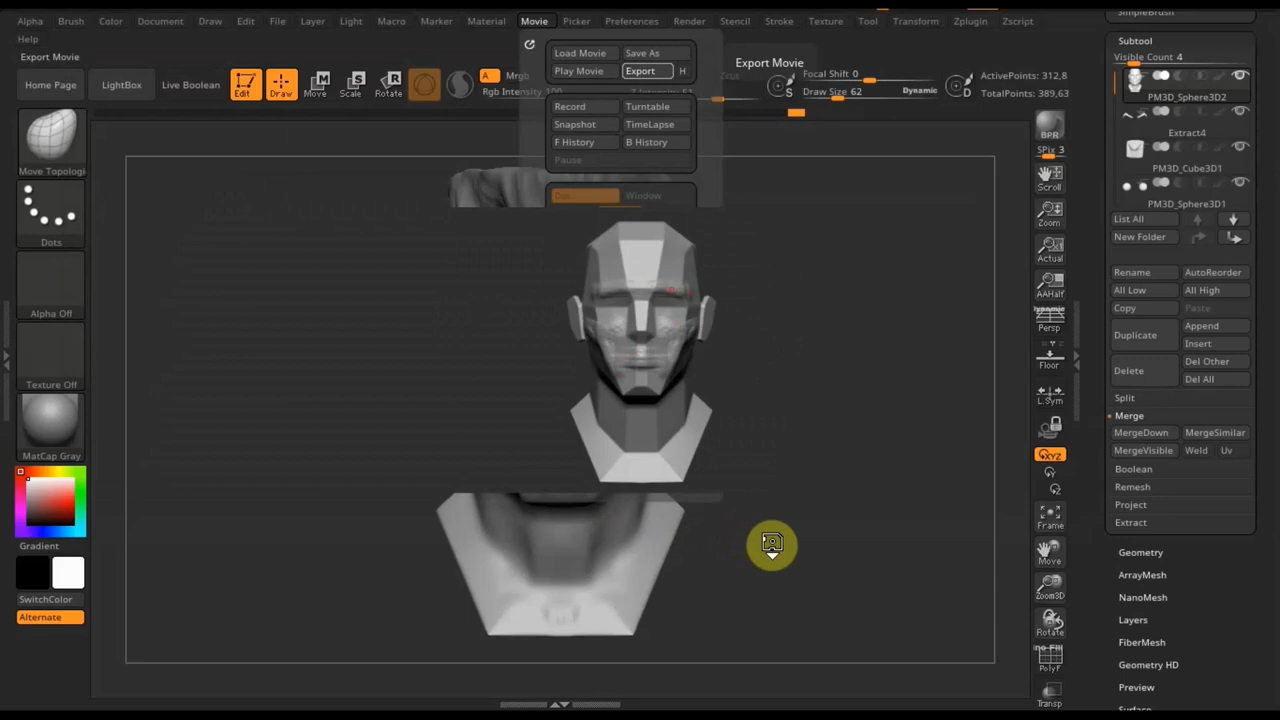 Alpha Brush Color Document Draw Edit File Layer Light Macro Marker Material Movie Picker Preferences Render Stencil Stroke Texture Tool Transform Zplugin Zscript
Help
Export Movie
Home Page
LightBox
Live Boolean
Edit
Draw
Move
Scale
Rotate
A
Mrgb
Rgb Intensity 100
Load Movie
Save As
Play Movie
Export
H
Record
Turntable
Snapshot
TimeLapse
F History
B History
Pause
Doc
Window
Export Movie
Zcut
Z Intensity 51
S
Focal Shift 0
Draw Size 62
Dynamic
D
ActivePoints: 312,8
TotalPoints: 389,63
Move Topologi
Dots
Alpha Off
Texture Off
MatCap Gray
Gradient
SwitchColor
Alternate
BPR
SPix 3
Scroll
Zoom
Actual
AAHalf
Dynamic
Persp
Floor
L.Sym
XYZ
Y
Z
Frame
Move
Zoom3D
Rotate
PolyF
Transp
SimpleBrush
Subtool
Visible Count 4
PM3D_Sphere3D2
Extract4
PM3D_Cube3D1
PM3D_Sphere3D1
List All
New Folder
Rename
AutoReorder
All Low
All High
Copy
Paste
Duplicate
Append
Insert
Delete
Del Other
Del All
Split
Merge
MergeDown
MergeSimilar
MergeVisible
Weld
Uv
Boolean
Remesh
Project
Extract
Geometry
ArrayMesh
NanoMesh
Layers
FiberMesh
Geometry HD
Preview
Surface